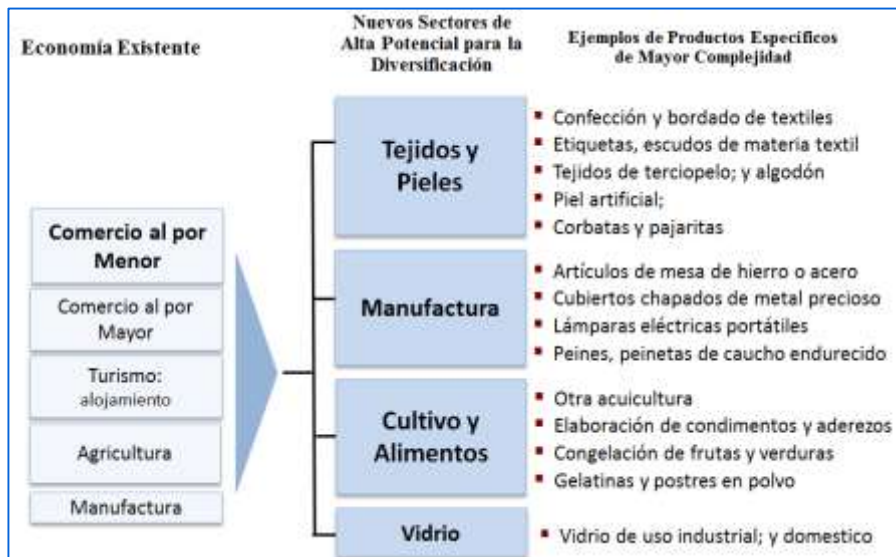 Economía Existente
Nuevos Sectores de
Alta Potencial para la
Diversificación
Ejemplos de Productos Específicos
de Mayor Complejidad
Comercio al por
Menor
Comercio al por
Mayor
Turismo:
alojamiento
Agricultura
Manufactura
Tejidos y
Pieles
▪ Confección y bordado de textiles
▪ Etiquetas, escudos de materia textil
▪ Tejidos de terciopelo; y algodón
▪ Piel artificial;
▪ Corbatas y pajaritas
Manufactura
▪ Artículos de mesa de hierro o acero
▪ Cubiertos chapados de metal precioso
▪ Lámparas eléctricas portátiles
▪ Peines, peinetas de caucho endurecido
Cultivo y
Alimentos
▪ Otra acuicultura
▪ Elaboración de condimentos y aderezos
▪ Congelación de frutas y verduras
▪ Gelatinas y postres en polvo
Vidrio
▪ Vidrio de uso industrial; y domestico